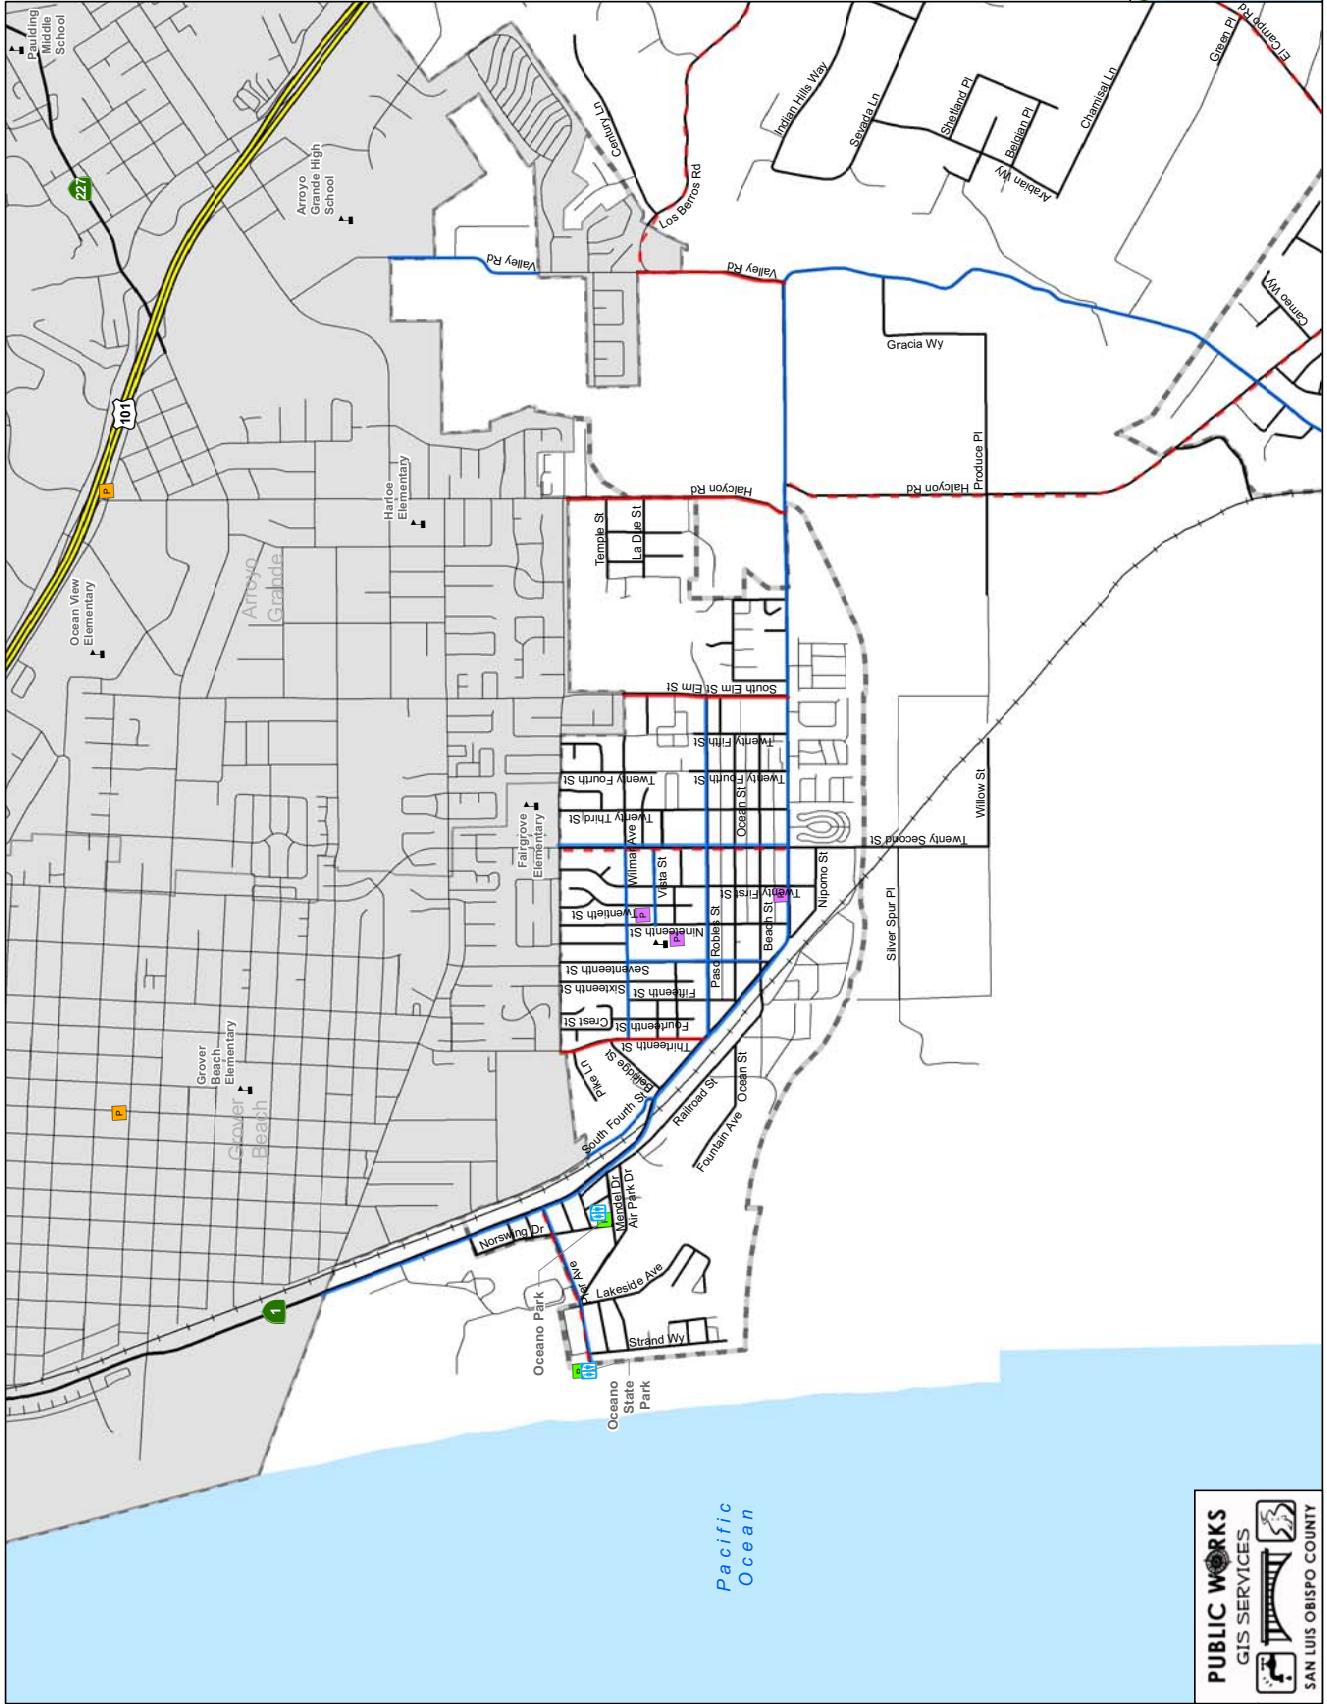 Paulding
Middle
School
227
Arroyo
Grande High
School
101
P
Ocean View
Elementary
Harloe
Elementary
Arroyo
Grande
Fairgrove
Elementary
Grover
Beach
Elementary
Grover
Beach
P
1
Century Ln
Los Berros Rd
Indian Hills Way
Sevada Ln
Shetland Pl
Belgian Pl
Arabian Wy
Chamisal Ln
Green Pl
El Campo Rd
Valley Rd
Valley Rd
Gracia Wy
Cameo Wy
Produce Pl
Halcyon Rd
Halcyon Rd
Temple St
La Due St
South Elm St
Elm St
Twenty Fifth St
Twenty Fourth St
Twenty Fourth St
Twenty Third St
Ocean St
Wilmar Ave
Vista St
Twenty Second St
Willow St
Twenty First St
Twentieth St
P
Nineteenth St
P
Nipomo St
Beach St
Paso Robles St
Silver Spur Pl
Seventeenth St
Sixteenth St
Fifteenth St
Crest St
Fourteenth St
Thirteenth St
Pike Ln
Belridge St
South Fourth St
Railroad St
Ocean St
Fountain Ave
Mendel Dr
Air Park Dr
Norswing Dr
Pier Ave
Lakeside Ave
Strand Wy
Oceano Park
Oceano
State
Park
Pacific
Ocean
PUBLIC WORKS
GIS SERVICES
SAN LUIS OBISPO COUNTY